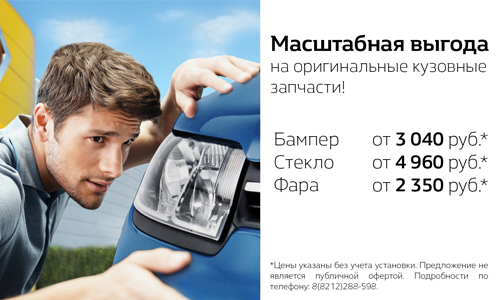 Масштабная выгода
на оригинальные кузовные
запчасти!
Бампер от 3 040 руб.*
Стекло от 4 960 руб.*
Фара от 2 350 руб.*
*Цены указаны без учета установки. Предложение не
является публичной офертой. Подробности по
телефону: 8(8212)288-598.